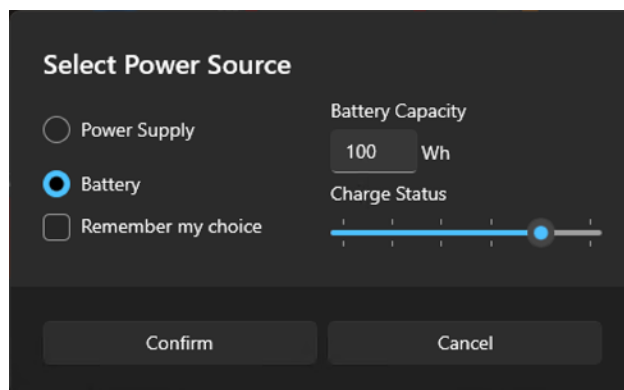 Select Power Source
Power Supply
Battery
Remember my choice
Battery Capacity
100 Wh
Charge Status
Confirm
Cancel